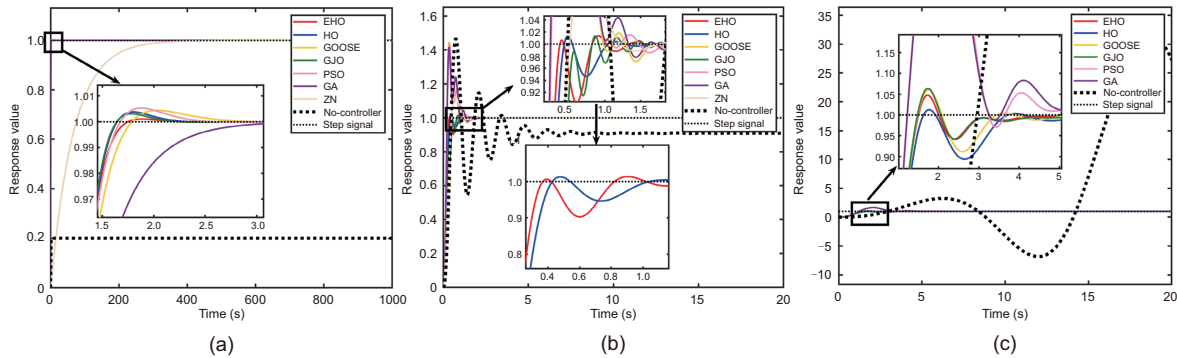 1.0
0.8
0.6
0.4
0.2
0
Response value
EHO
HO
GOOSE
GJO
PSO
GA
ZN
No-controller
Step signal
1.01
1.00
0.99
0.98
0.97
1.5
2.0
2.5
3.0
0 200 400 600 800 1000
Time (s)
(a)
1.6
1.4
1.2
1.0
0.8
0.6
0.4
0.2
0.0
Response value
1.08
1.06
1.04
1.02
1.00
0.98
0.96
0.94
0.92
0.5 1.0 1.5
EHO
HO
GOOSE
GJO
PSO
GA
ZN
No-controller
Step signal
1.0
0.9
0.8
0.4 0.6 0.8 1.0
0 5 10 15 20
Time (s)
(b)
35
30
25
20
15
10
5
0
−5
−10
Response value
EHO
HO
GOOSE
GJO
PSO
GA
No-controller
Step signal
1.15
1.10
1.05
1.00
0.95
0.90
2 3 4 5
0 5 10 15 20
Time (s)
(c)